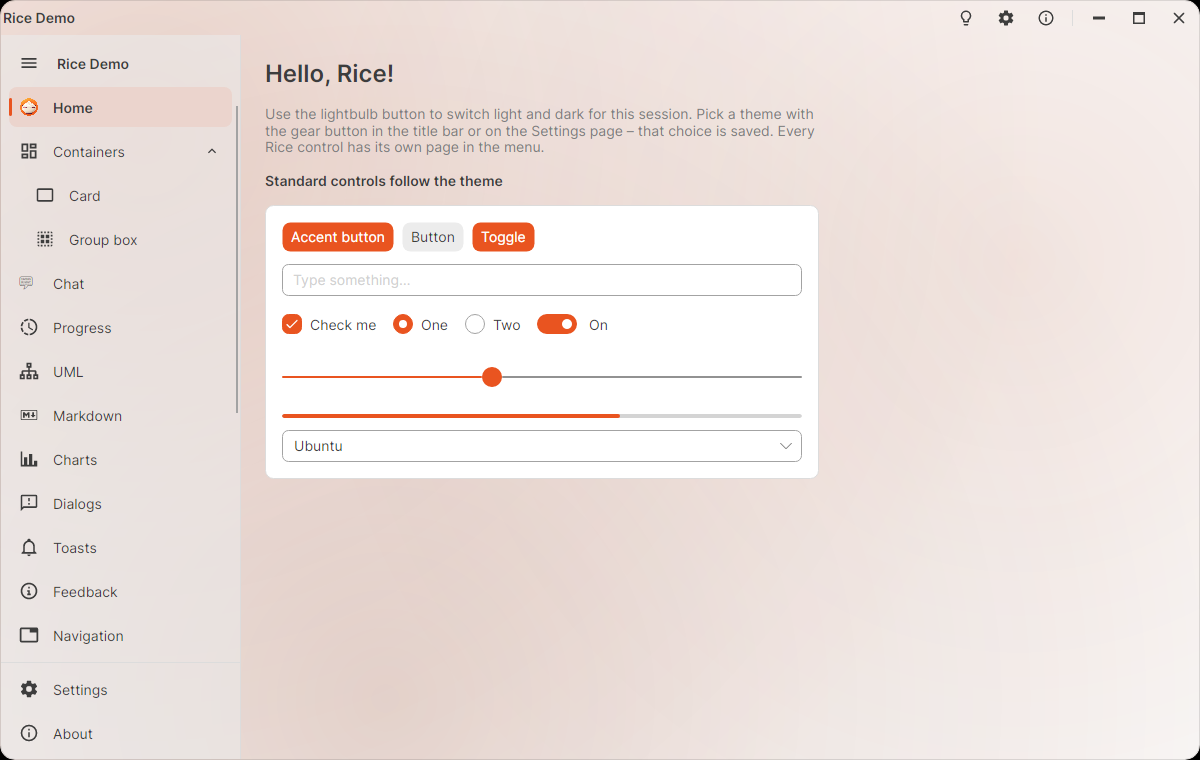 Rice Demo
Rice Demo
Home
Containers
Card
Group box
Chat
Progress
UML
Markdown
Charts
Dialogs
Toasts
Feedback
Navigation
Settings
About
Hello, Rice!
Use the lightbulb button to switch light and dark for this session. Pick a theme with
the gear button in the title bar or on the Settings page – that choice is saved. Every
Rice control has its own page in the menu.
Standard controls follow the theme
Accent button Button Toggle
Type something...
Check me One Two On
Ubuntu